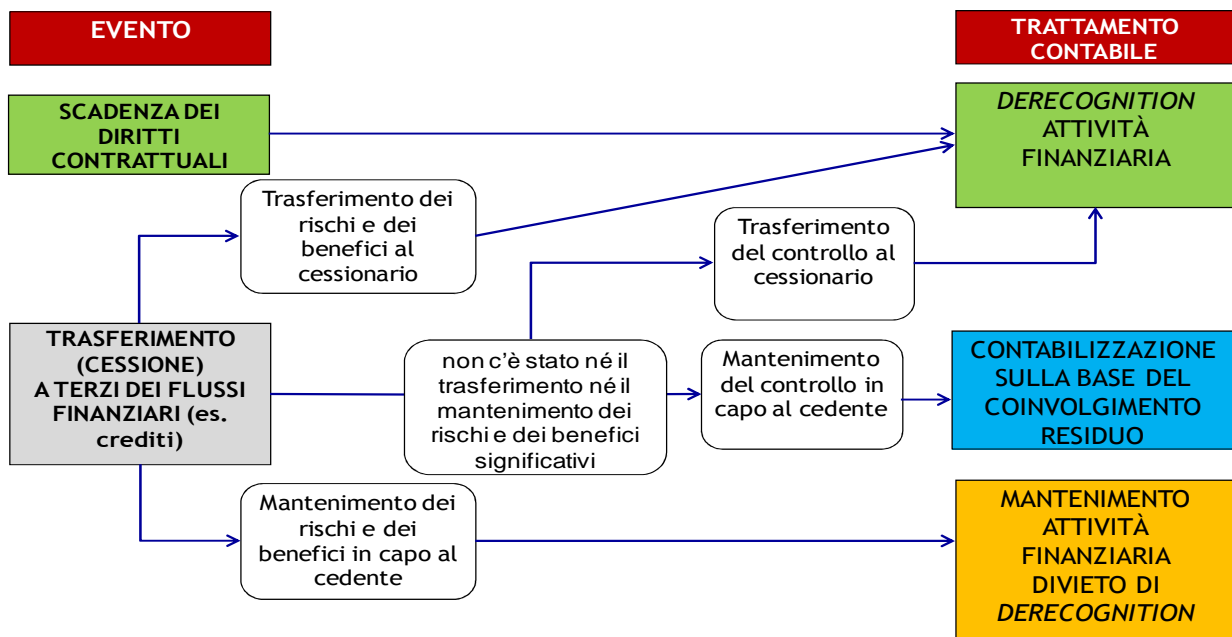 EVENTO
TRATTAMENTO
CONTABILE
SCADENZA DEI
DIRITTI
CONTRATTUALI
DERECOGNITION
ATTIVITÀ
FINANZIARIA
Trasferimento dei
rischi e dei
benefici al
cessionario
Trasferimento
del controllo al
cessionario
TRASFERIMENTO
(CESSIONE)
A TERZI DEI FLUSSI
FINANZIARI (es.
crediti)
non c'è stato né il
trasferimento né il
mantenimento dei
rischi e dei benefici
significativi
Mantenimento
del controllo in
capo al cedente
CONTABILIZZAZIONE
SULLA BASE DEL
COINVOLGIMENTO
RESIDUO
Mantenimento dei
rischi e dei
benefici in capo al
cedente
MANTENIMENTO
ATTIVITÀ
FINANZIARIA
DIVIETO DI
DERECOGNITION